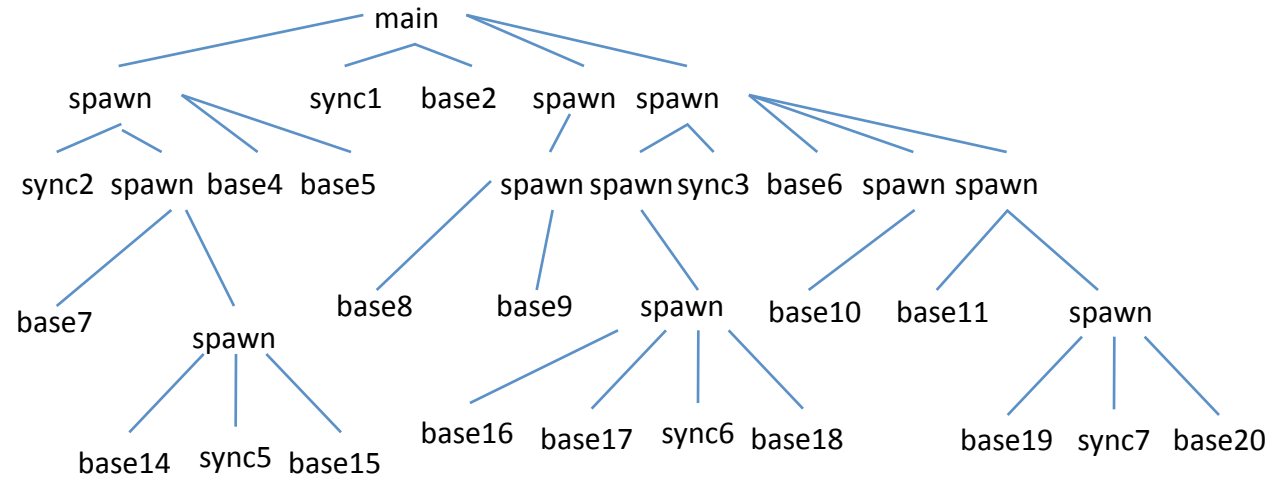 main
spawn sync1 base2 spawn spawn
sync2 spawn base4 base5 spawn spawn sync3 base6 spawn spawn
base7 base8 base9 spawn base10 base11 spawn
spawn
base16 base17 sync6 base18 base19 sync7 base20
base14 sync5 base15